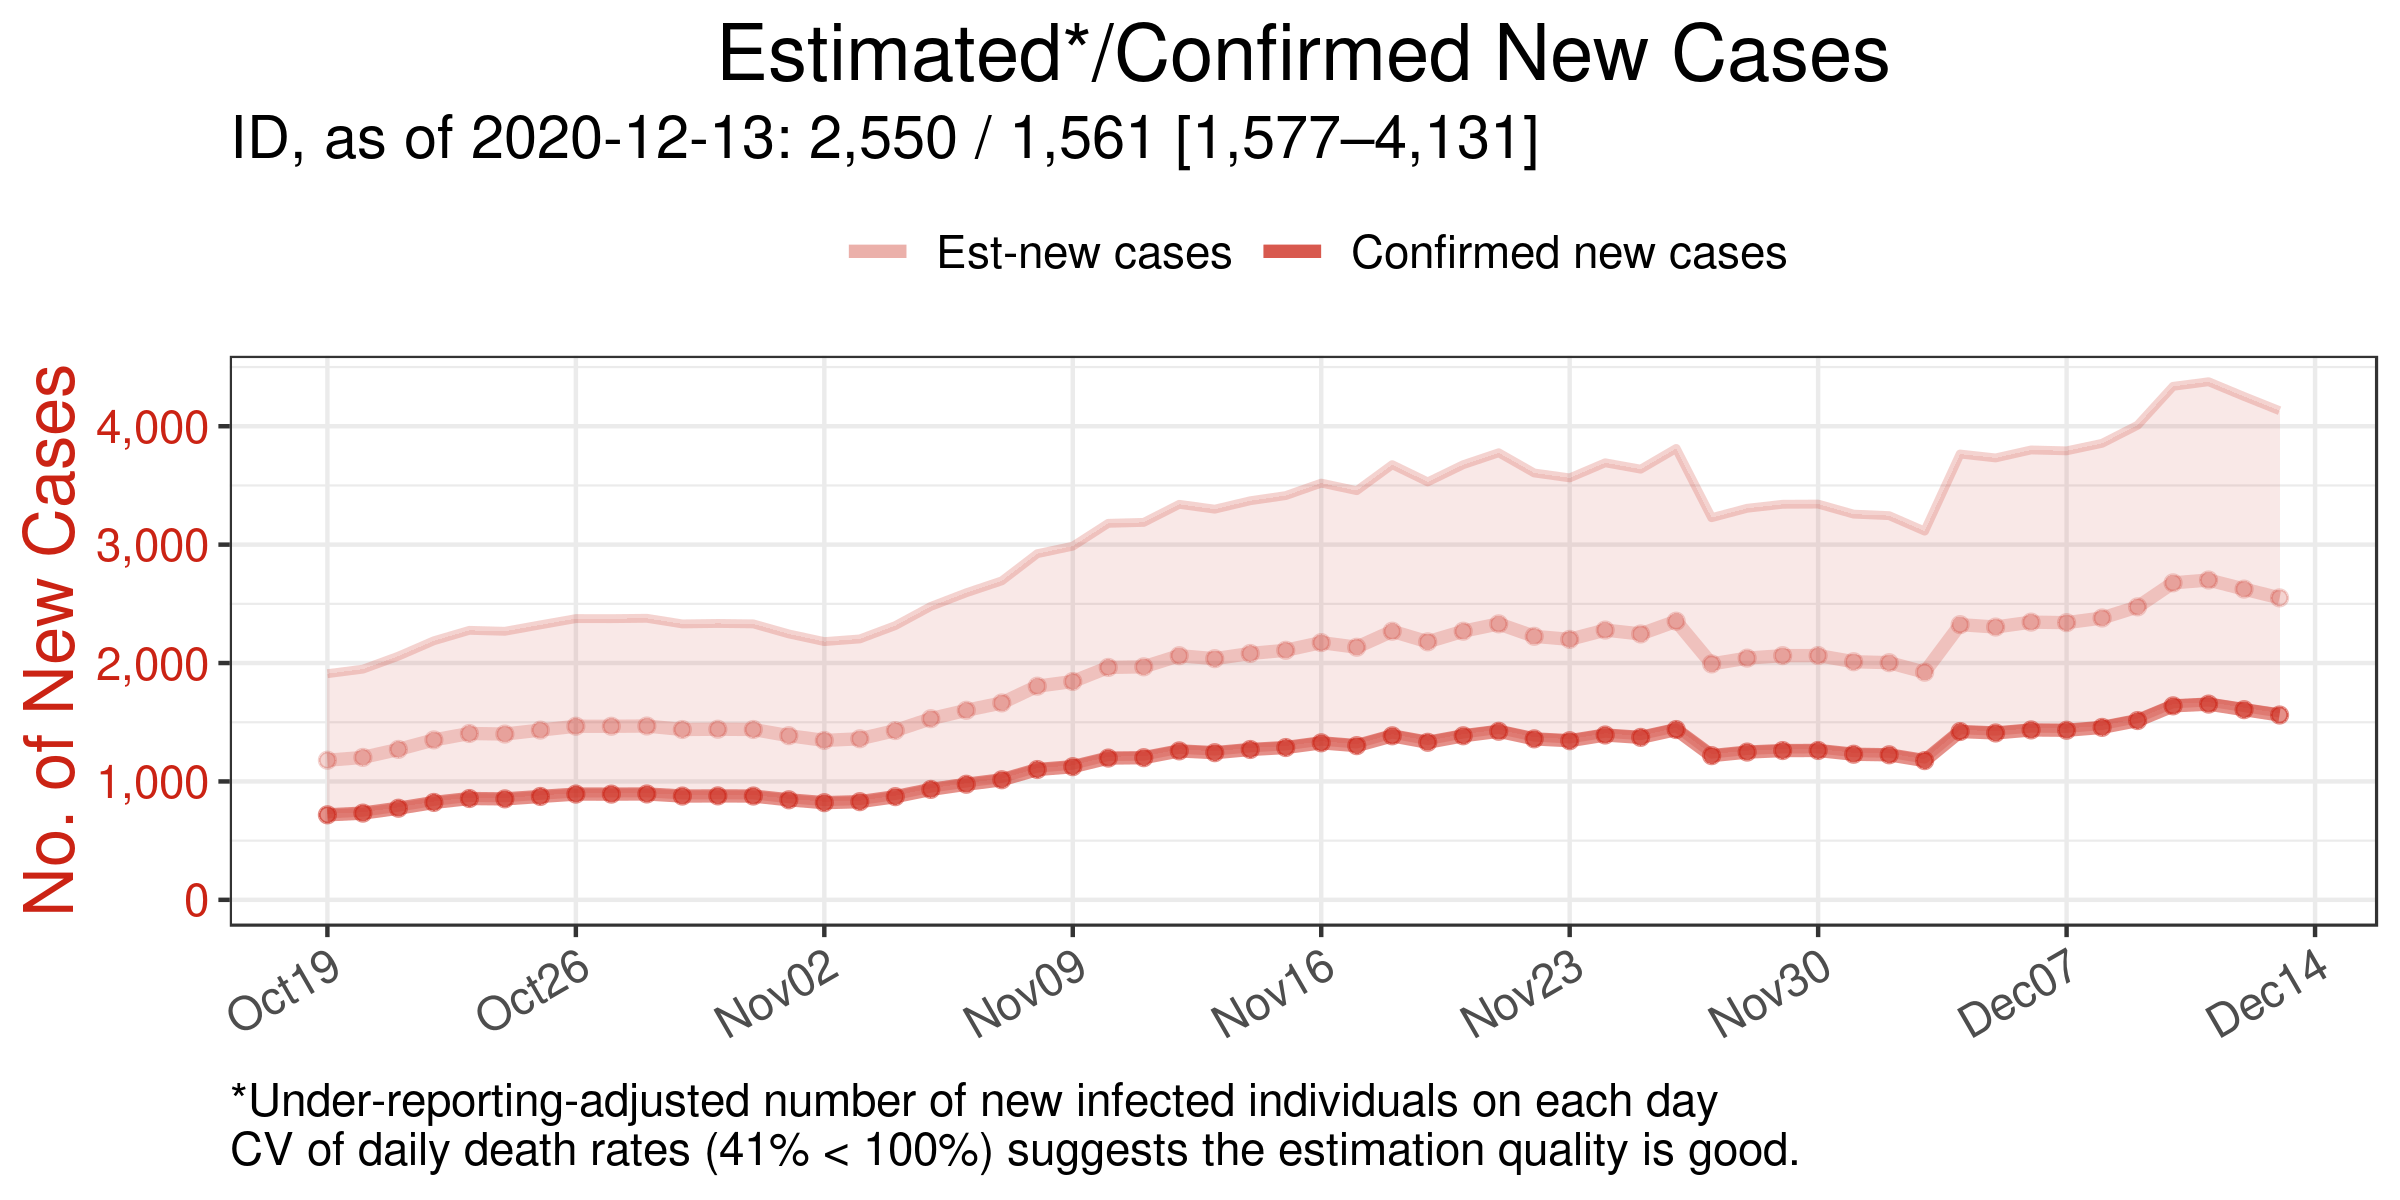 Estimated*/Confirmed New Cases
ID, as of 2020-12-13: 2,550 / 1,561 [1,577–4,131]
Est-new cases
Confirmed new cases
No. of New Cases
4,000
3,000
2,000
1,000
0
Oct19
Oct26
Nov02
Nov09
Nov16
Nov23
Nov30
Dec07
Dec14
*Under-reporting-adjusted number of new infected individuals on each day
CV of daily death rates (41% < 100%) suggests the estimation quality is good.